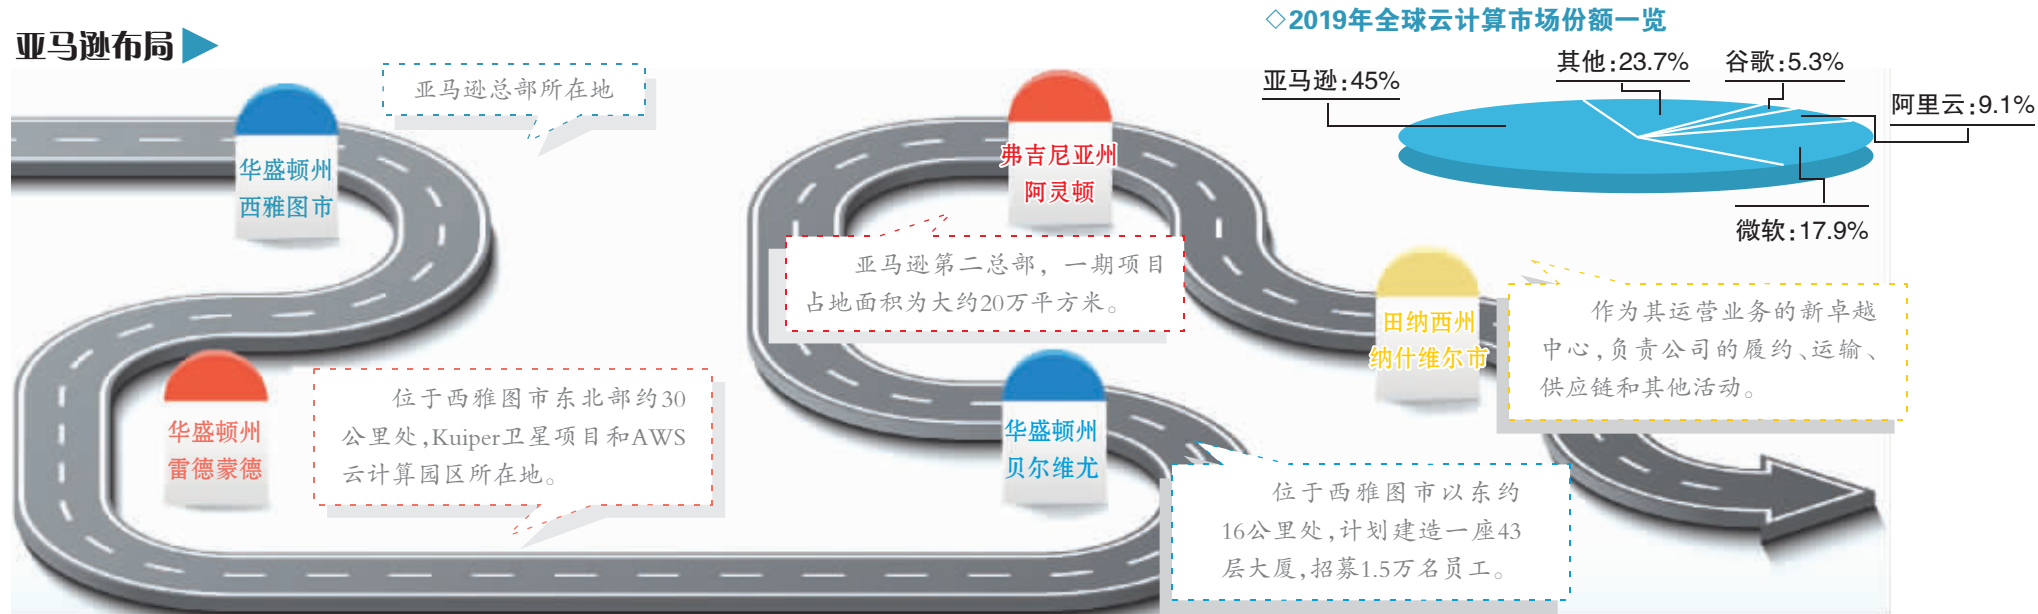 亚马逊布局
华盛顿州
西雅图市
亚马逊总部所在地
华盛顿州
雷德蒙德
位于西雅图市东北部约30
公里处,Kuiper卫星项目和AWS
云计算园区所在地。
华盛顿州
贝尔维尤
位于西雅图市以东约
16公里处,计划建造一座43
层大厦,招募1.5万名员工。
弗吉尼亚州
阿灵顿
亚马逊第二总部，一期项目
占地面积为大约20万平方米。
田纳西州
纳什维尔市
作为其运营业务的新卓越
中心,负责公司的履约、运输、
供应链和其他活动。
◇2019年全球云计算市场份额一览
亚马逊:45%
其他:23.7%
谷歌:5.3%
阿里云:9.1%
微软:17.9%